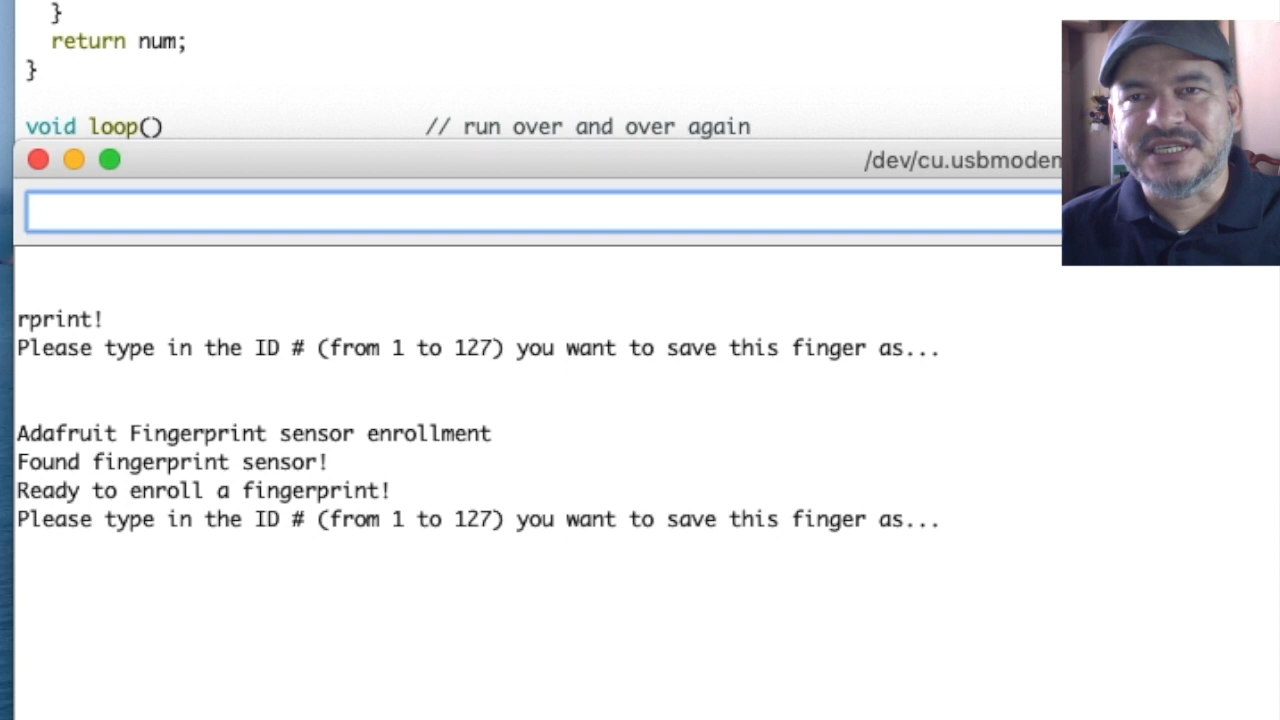 }
return num;
}
void loop() // run over and over again
/dev/cu.usbmodem
rprint!
Please type in the ID # (from 1 to 127) you want to save this finger as...
Adafruit Fingerprint sensor enrollment
Found fingerprint sensor!
Ready to enroll a fingerprint!
Please type in the ID # (from 1 to 127) you want to save this finger as...